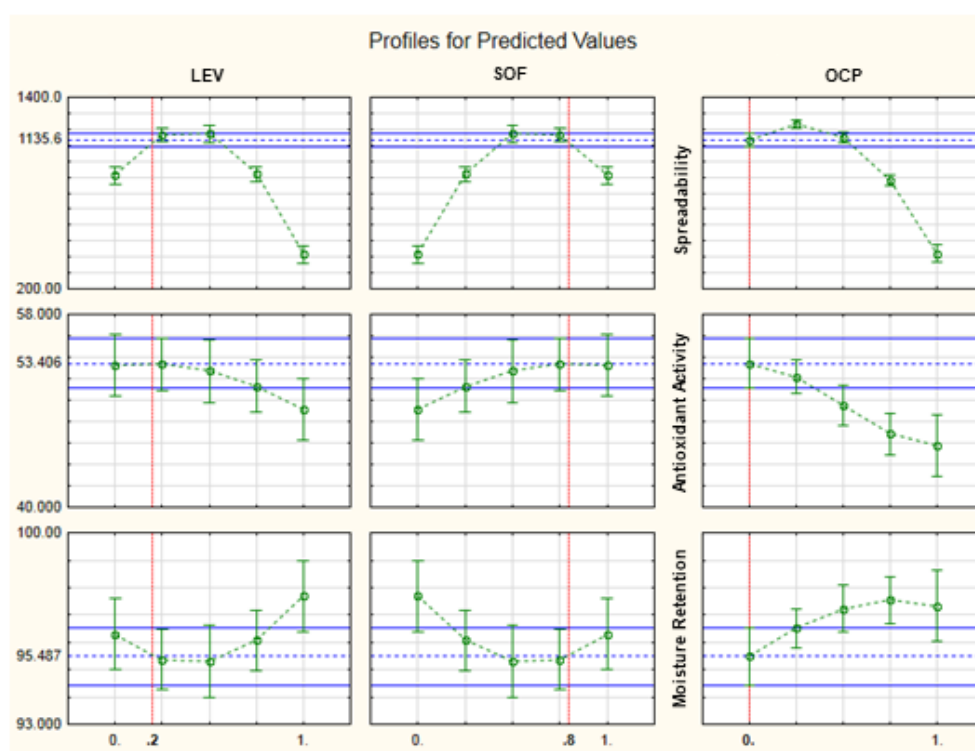 Profiles for Predicted Values
LEV SOF OCP
1400.0
1135.6
200.00
Spreadability
58.000
53.406
40.000
Antioxidant Activity
100.00
95.487
93.000
Moisture Retention
0. .2 1. 0. .8 1. 0. 1.